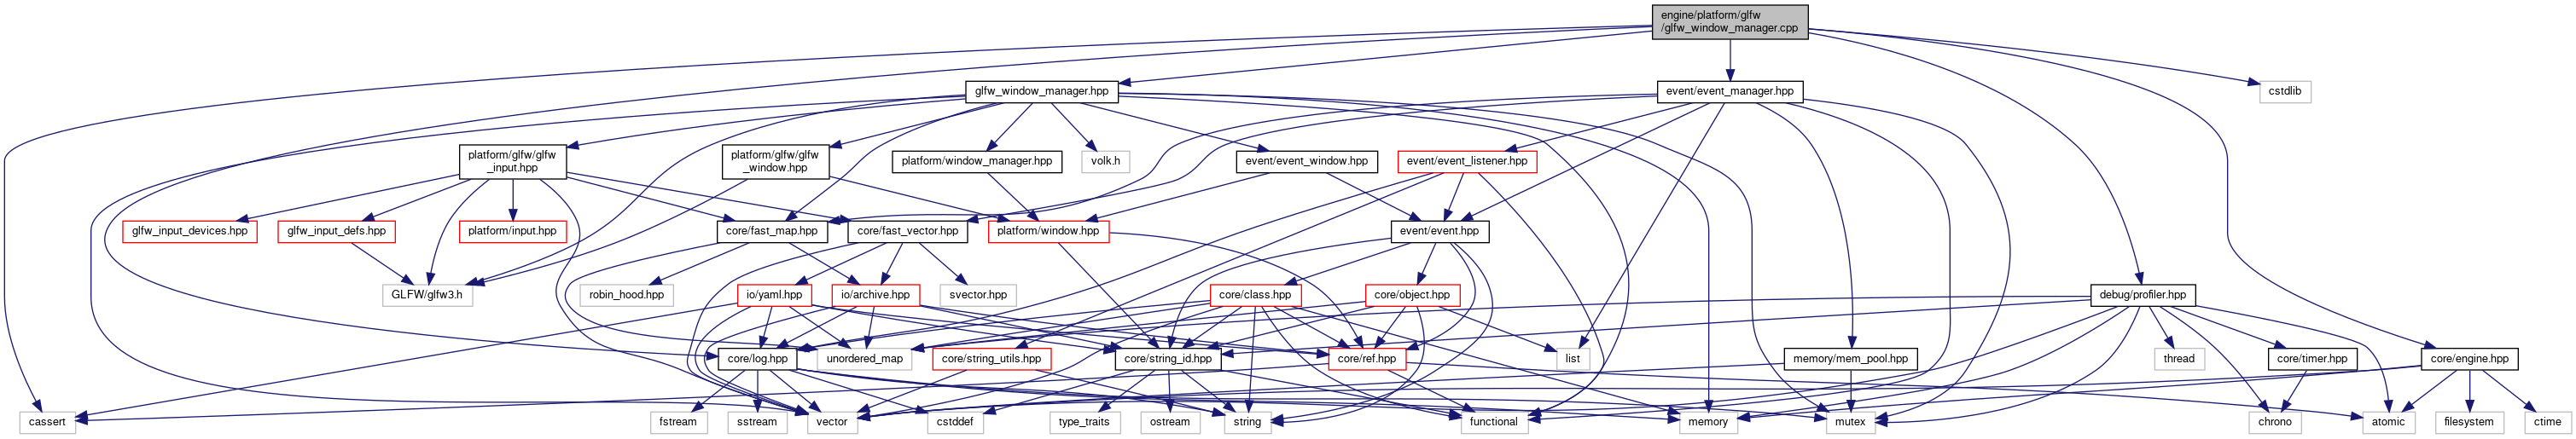 engine/platform/glfw
/glfw_window_manager.cpp
glfw_window_manager.hpp
event/event_manager.hpp
cstdlib
platform/glfw/glfw
_input.hpp
platform/glfw/glfw
_window.hpp
platform/window_manager.hpp
volk.h
event/event_window.hpp
event/event_listener.hpp
glfw_input_devices.hpp
glfw_input_defs.hpp
platform/input.hpp
core/fast_map.hpp
core/fast_vector.hpp
platform/window.hpp
event/event.hpp
GLFW/glfw3.h
robin_hood.hpp
io/yaml.hpp
io/archive.hpp
svector.hpp
core/class.hpp
core/object.hpp
debug/profiler.hpp
core/log.hpp
unordered_map
core/string_utils.hpp
core/string_id.hpp
core/ref.hpp
list
memory/mem_pool.hpp
thread
core/timer.hpp
core/engine.hpp
cassert
fstream
sstream
vector
cstddef
type_traits
ostream
string
functional
memory
mutex
chrono
atomic
filesystem
ctime